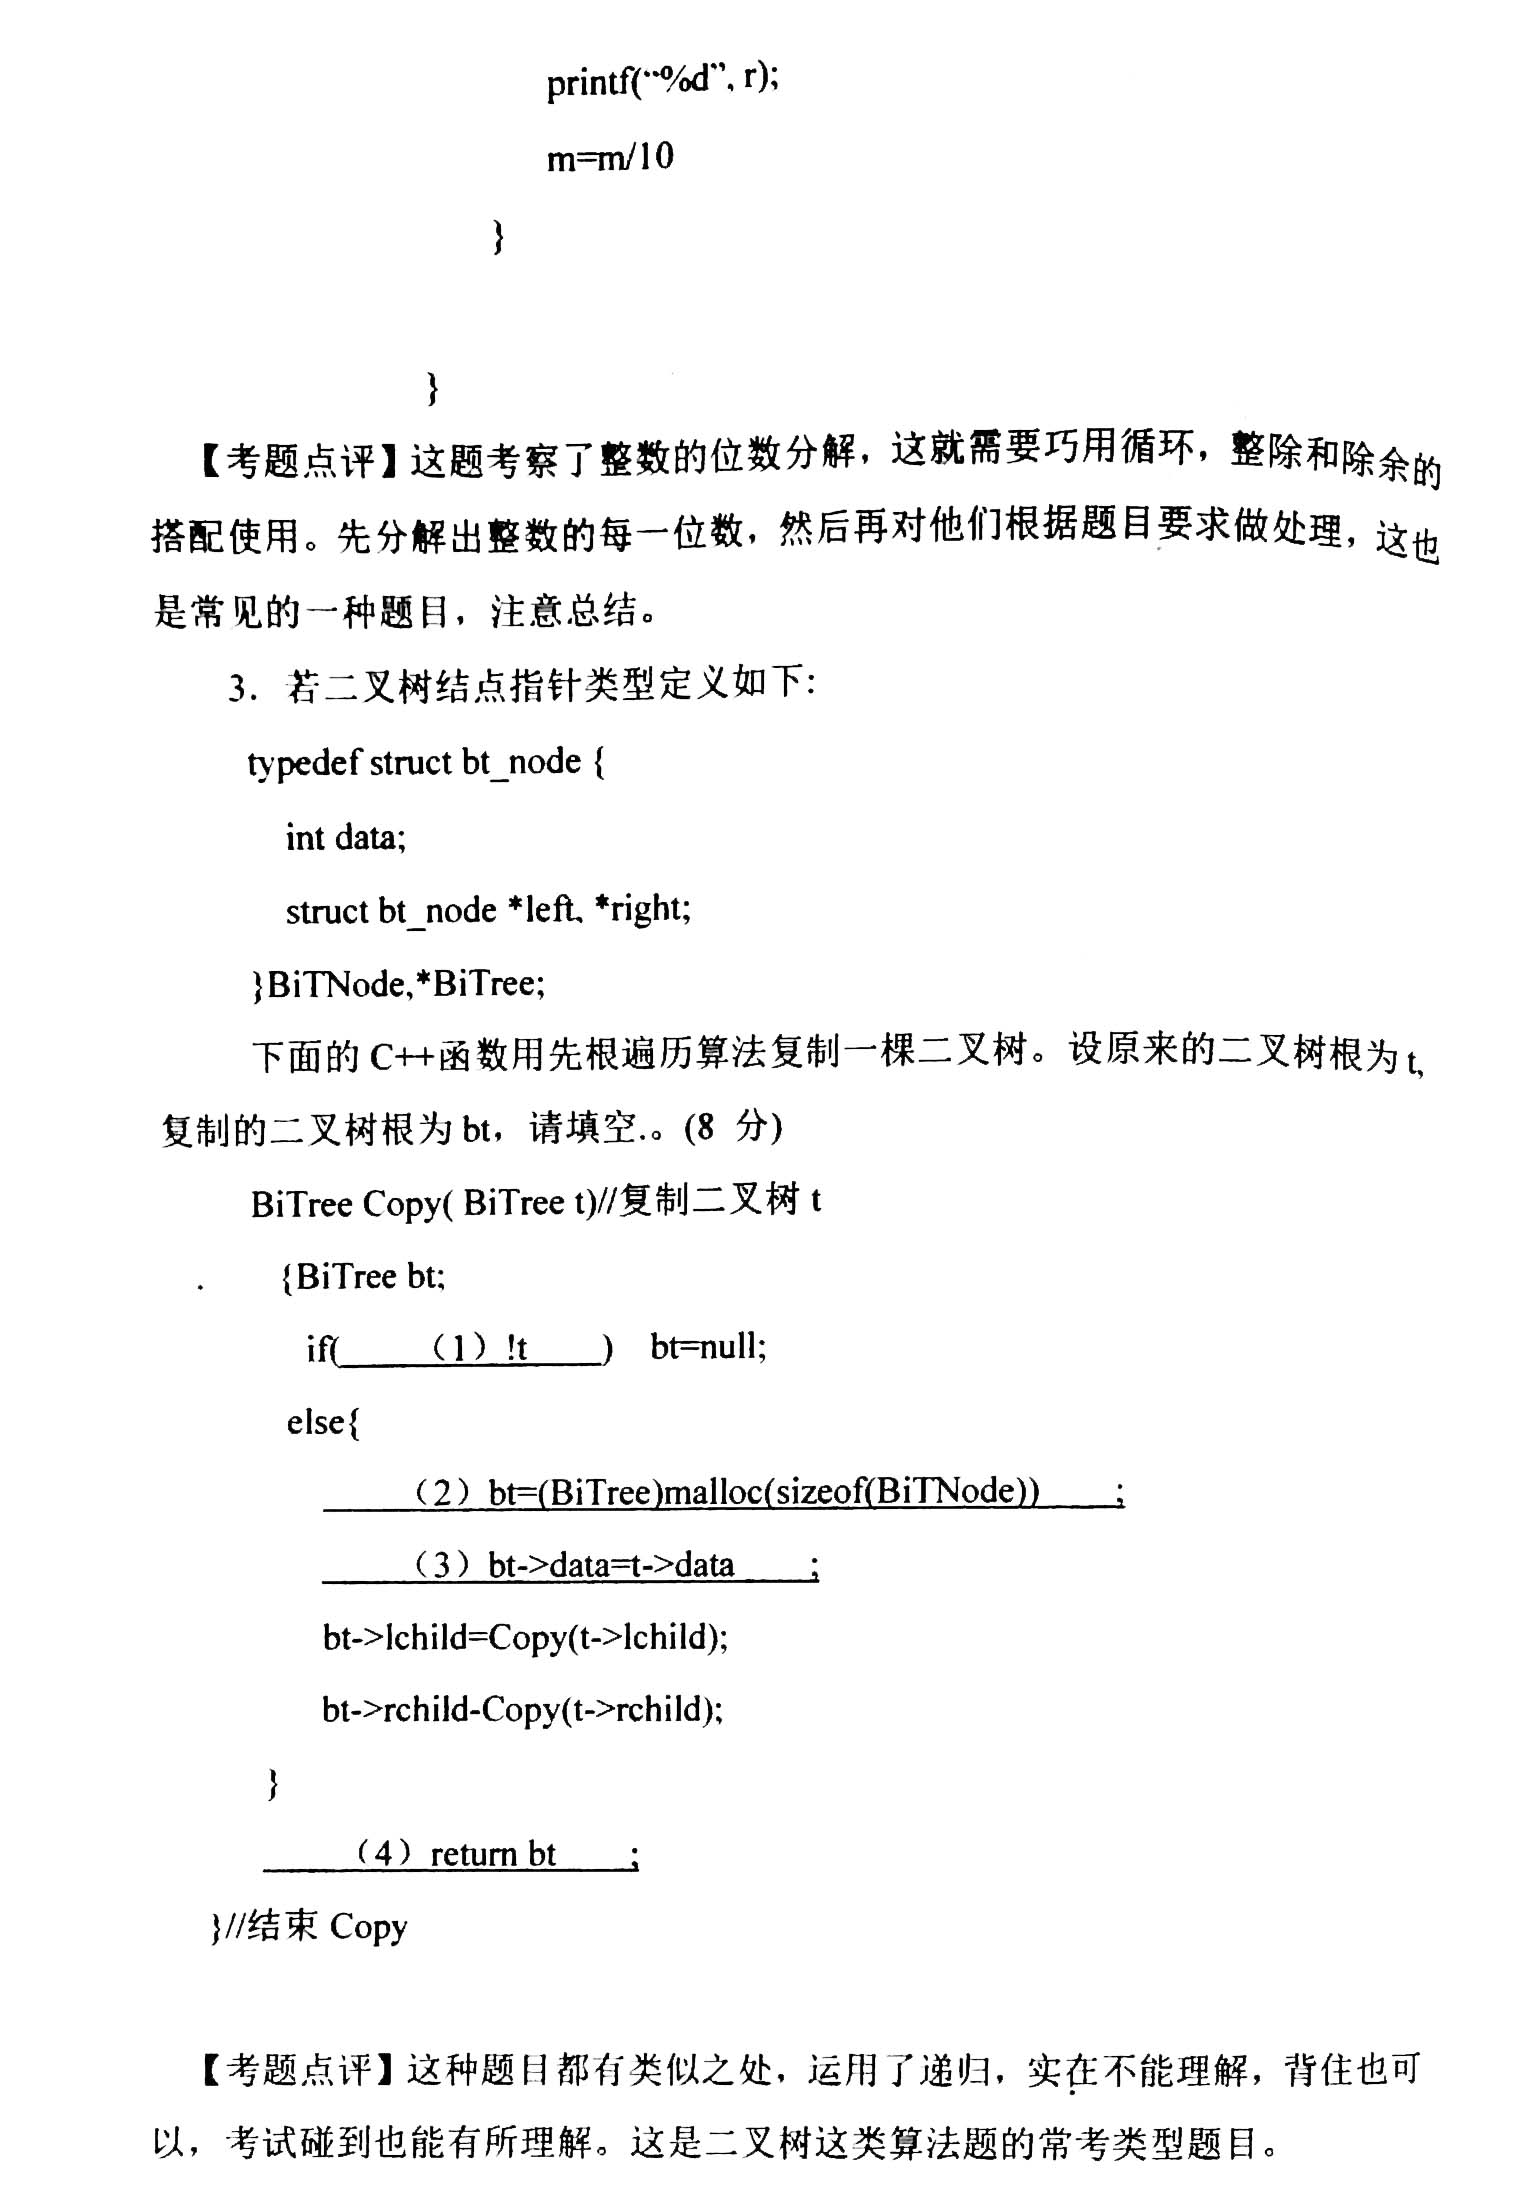 printf("%d", r);
m=m/10
}
}
【考题点评】这题考察了整数的位数分解，这就需要巧用循环，整除和除余的
搭配使用。先分解出整数的每一位数，然后再对他们根据题目要求做处理，这也
是常见的一种题目，注意总结。
3．若二叉树结点指针类型定义如下：
typedef struct bt_node {
int data;
struct bt_node *left, *right;
}BiTNode,*BiTree;
下面的 C++函数用先根遍历算法复制一棵二叉树。设原来的二叉树根为 t,
复制的二叉树根为 bt，请填空.。(8 分)
BiTree Copy( BiTree t)//复制二叉树 t
{BiTree bt;
if(____（1）!t____) bt=null;
else{
____（2）bt=(BiTree)malloc(sizeof(BiTNode))____;
____（3）bt->data=t->data____;
bt->lchild=Copy(t->lchild);
bt->rchild-Copy(t->rchild);
}
____（4）return bt____;
}//结束 Copy
【考题点评】这种题目都有类似之处，运用了递归，实在不能理解，背住也可
以，考试碰到也能有所理解。这是二叉树这类算法题的常考类型题目。